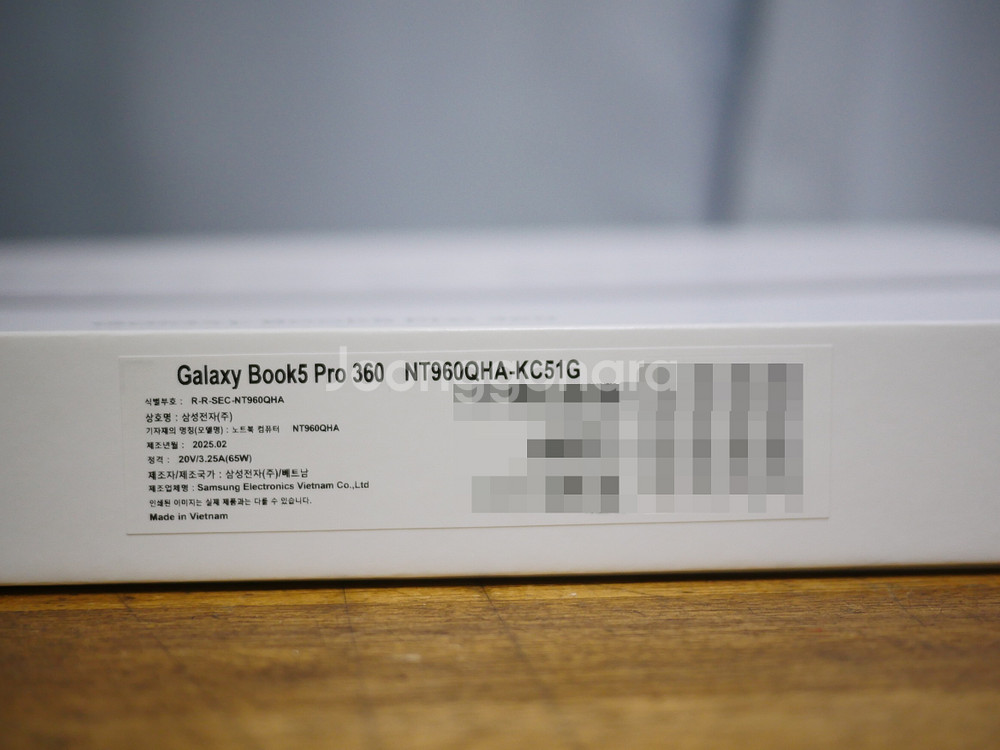 Galaxy Book5 Pro 360 NT960QHA-KC51G
Joonggonara
식별부호 : R-R-SEC-NT960QHA
상호명 : 삼성전자(주)
기자재의 명칭(모델명) : 노트북 컴퓨터 NT960QHA
제조년월 : 2025.02
정격 : 20V/3.25A(65W)
제조자/제조국가 : 삼성전자(주)/베트남
제조업체명 : Samsung Electronics Vietnam Co.,Ltd
인쇄된 이미지는 실제 제품과는 다를 수 있습니다.
Made in Vietnam